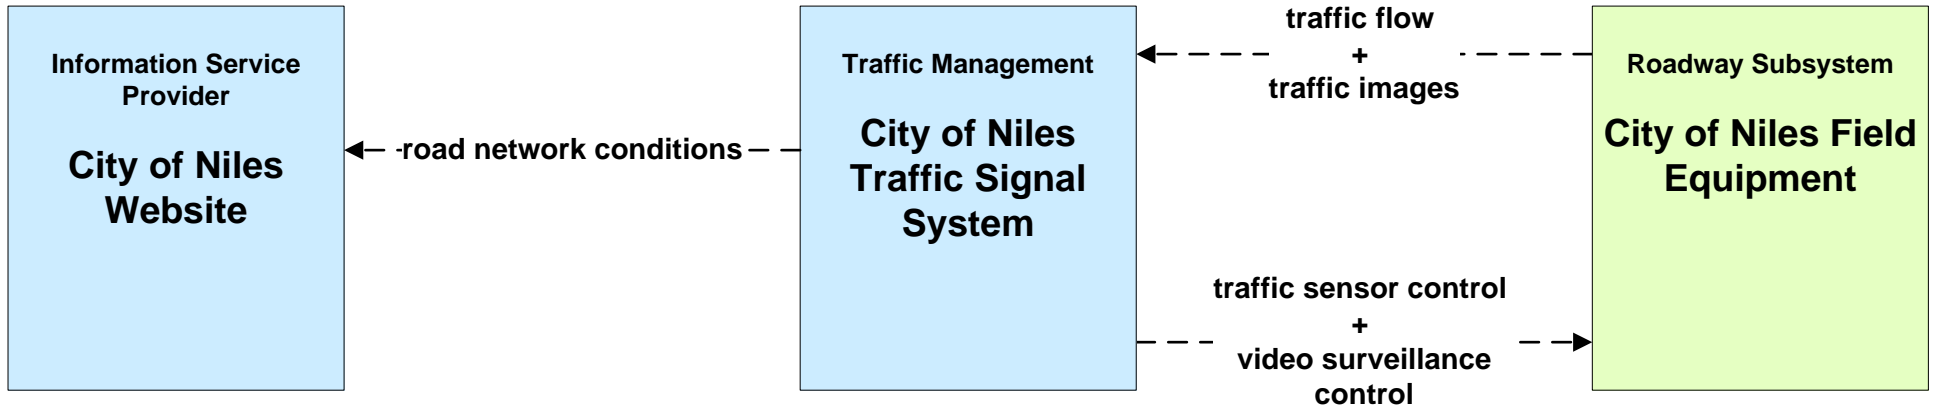 Information Service
Provider
City of Niles
Website
road network conditions
Traffic Management
City of Niles
Traffic Signal
System
traffic flow
+
traffic images
traffic sensor control
+
video surveillance
control
Roadway Subsystem
City of Niles Field
Equipment